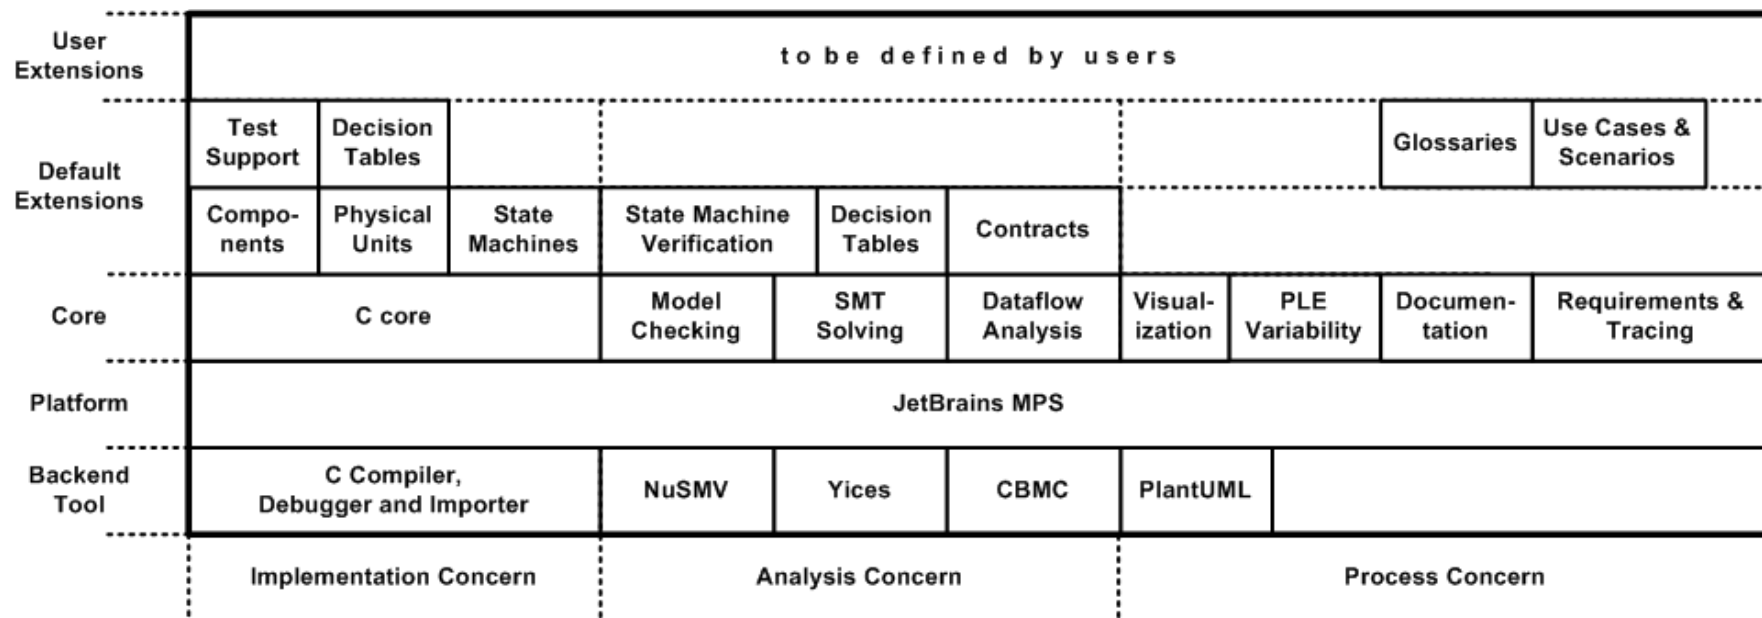 User
Extensions
to be defined by users
Default
Extensions
Test
Support
Decision
Tables
Glossaries
Use Cases &
Scenarios
Compo-
nents
Physical
Units
State
Machines
State Machine
Verification
Decision
Tables
Contracts
Core
C core
Model
Checking
SMT
Solving
Dataflow
Analysis
Visual-
ization
PLE
Variability
Documen-
tation
Requirements &
Tracing
Platform
JetBrains MPS
Backend
Tool
C Compiler,
Debugger and Importer
NuSMV
Yices
CBMC
PlantUML
Implementation Concern
Analysis Concern
Process Concern